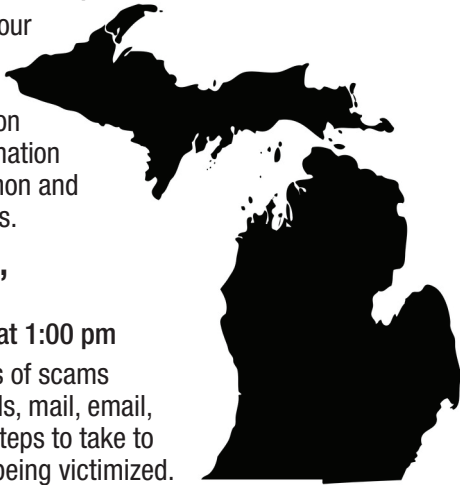 our
on
nation
non and
s.
,
at 1:00 pm
s of scams
ls, mail, email,
teps to take to
being victimized.